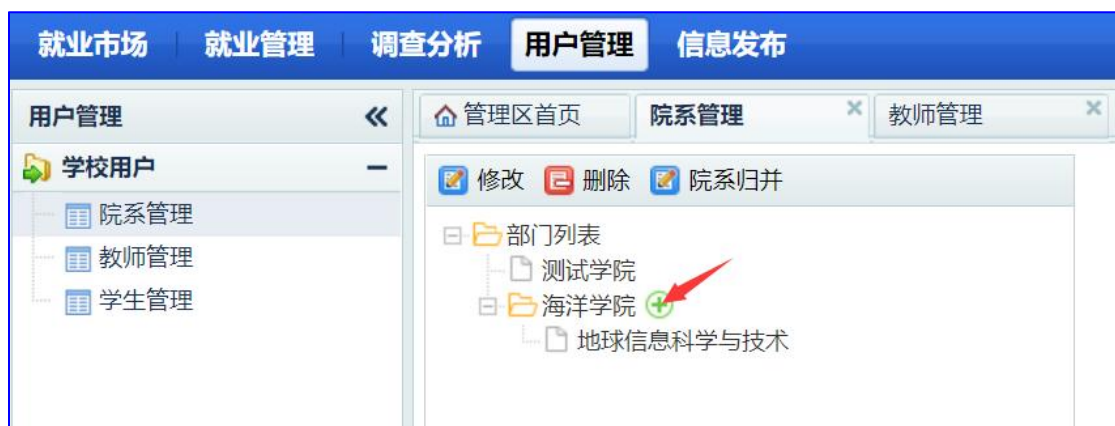 就业市场 就业管理 调查分析 用户管理 信息发布
用户管理
管理区首页 院系管理 教师管理
学校用户
修改 删除 院系归并
院系管理
教师管理
学生管理
部门列表
测试学院
海洋学院
地球信息科学与技术